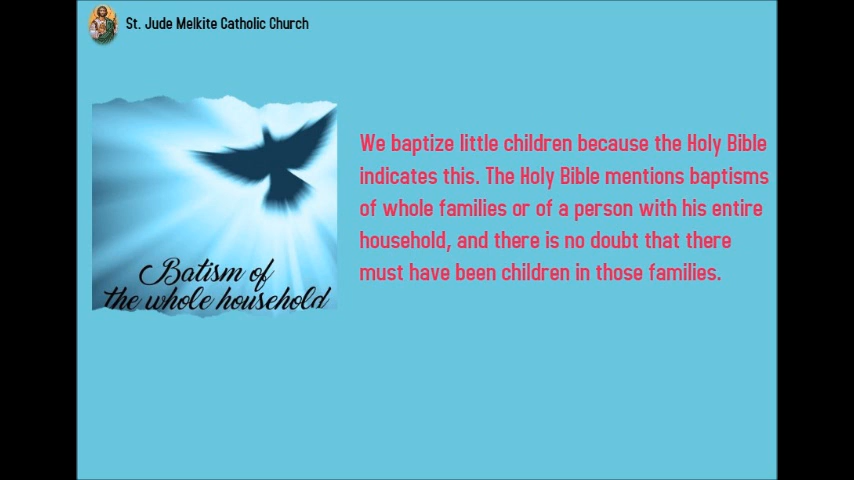 St. Jude Melkite Catholic Church
We baptize little children because the Holy Bible
indicates this. The Holy Bible mentions baptisms
of whole families or of a person with his entire
household, and there is no doubt that there
must have been children in those families.
Batism of
the whole household